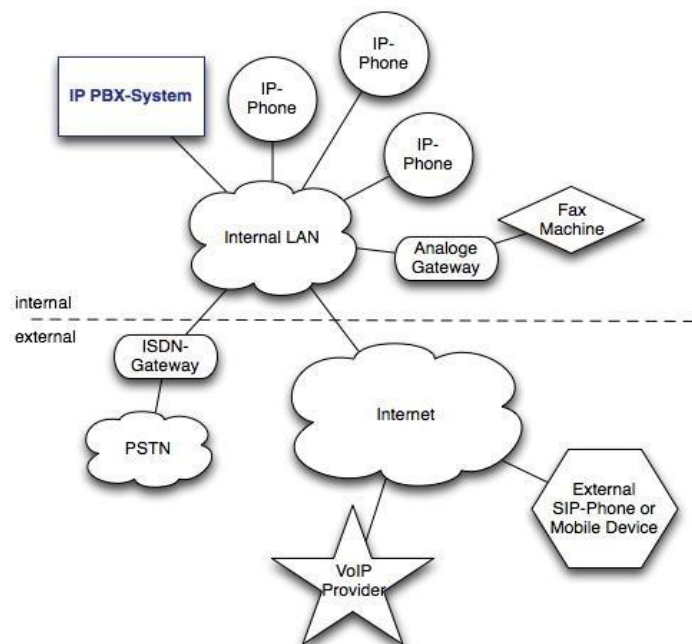 IP-
Phone
IP-
Phone
IP PBX-System
IP-
Phone
Fax
Machine
Internal LAN
Analoge
Gateway
internal
external
ISDN-
Gateway
Internet
PSTN
External
SIP-Phone or
Mobile Device
VoIP
Provider